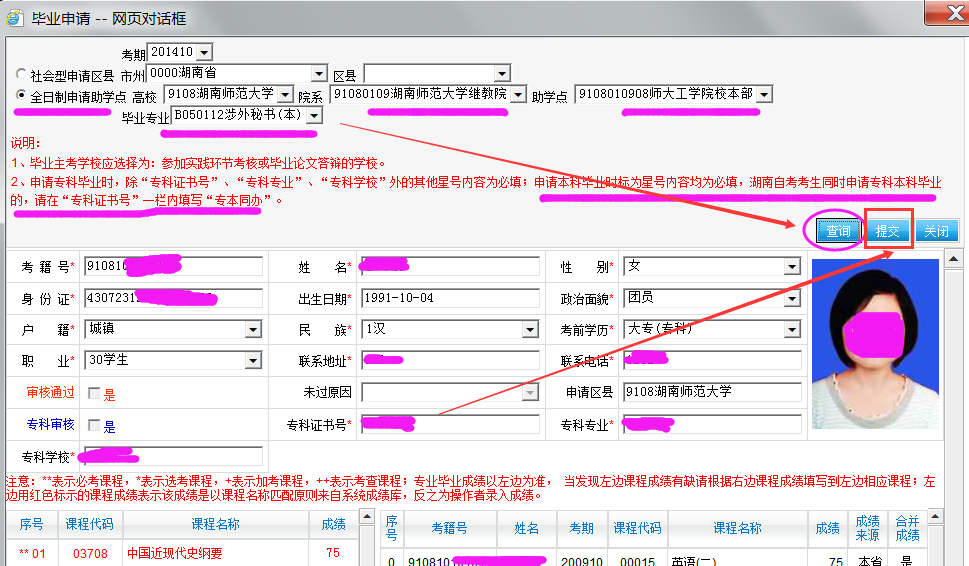 毕业申请 -- 网页对话框
考期 201410
社会型申请区县 市州 0000湖南省 区县
全日制申请助学点 高校 9108湖南师范大学 院系 91080109湖南师范大学继教院 助学点 9108010908师大工学院校本部
毕业专业 B050112涉外秘书(本)
说明:
1、毕业主考学校应选择为：参加实践环节考核或毕业论文答辩的学校。
2、申请专科毕业时，除“专科证书号”、“专科专业”、“专科学校”外的其他星号内容为必填；申请本科毕业时标为星号内容均为必填，湖南自考考生同时申请专科本科毕业
的，请在“专科证书号”一栏内填写“专本同办”。
查询 提交 关闭
考 籍 号* 91081 姓 名* 性 别* 女
身 份 证* 4307231 出生日期* 1991-10-04 政治面貌* 团员
户 籍* 城镇 民 族* 1汉 考前学历* 大专(专科)
职 业* 30学生 联系地址* 联系电话*
审核通过 是 未过原因 申请区县 9108湖南师范大学
专科审核 是 专科证书号* 专科专业*
专科学校*
注意：**表示必考课程，*表示选考课程，+表示加考课程，++表示考查课程；专业毕业成绩以左边为准， 当发现左边课程成绩有缺请根据右边课程成绩填写到左边相应课程；左
边用红色标示的课程成绩表示该成绩是以课程名称匹配原则来自系统成绩库，反之为操作者录入成绩。
序号 课程代码 课程名称 成绩 序号 考籍号 姓名 考期 课程代码 课程名称 成绩 成绩来源 合并成绩
** 01 03708 中国近现代史纲要 75 0 9108101 200910 00015 英语(二) 75 本省 是